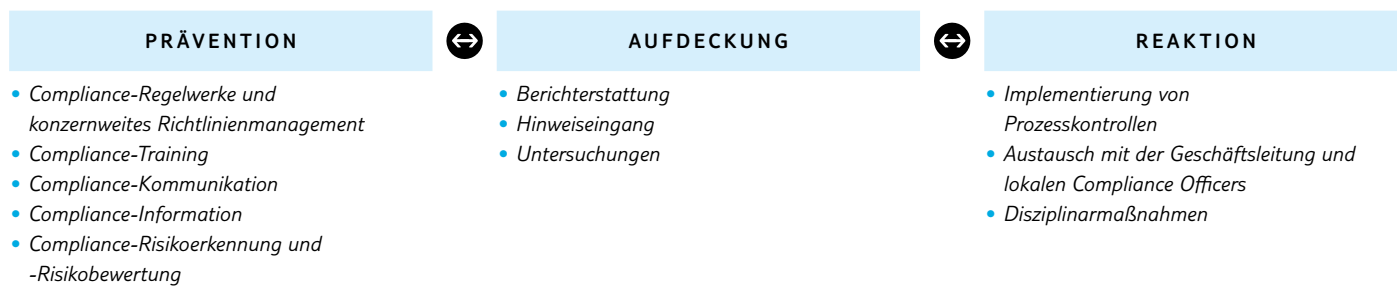 PRÄVENTION
• Compliance-Regelwerke und
konzernweites Richtlinienmanagement
• Compliance-Training
• Compliance-Kommunikation
• Compliance-Information
• Compliance-Risikoerkennung und
-Risikobewertung
AUFDECKUNG
• Berichterstattung
• Hinweiseingang
• Untersuchungen
REAKTION
• Implementierung von
Prozesskontrollen
• Austausch mit der Geschäftsleitung und
lokalen Compliance Officers
• Disziplinarmaßnahmen